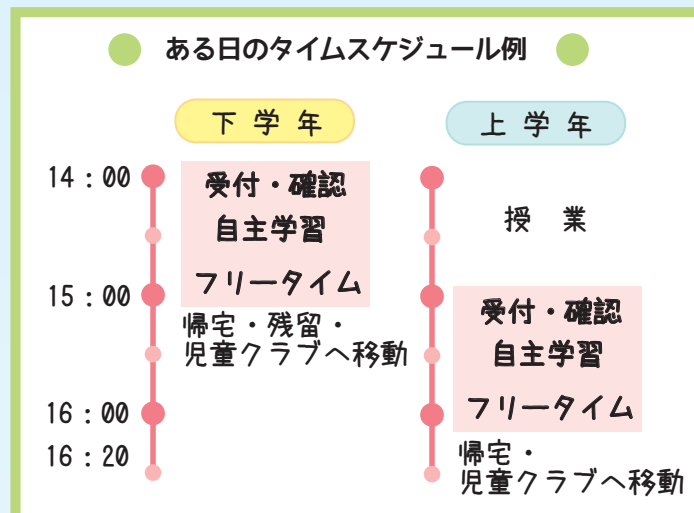 ある日のタイムスケジュール例
下学年
上学年
14:00
受付・確認
自主学習
フリータイム
授業
15:00
帰宅・残留・
児童クラブへ移動
受付・確認
自主学習
フリータイム
16:00
16:20
帰宅・
児童クラブへ移動